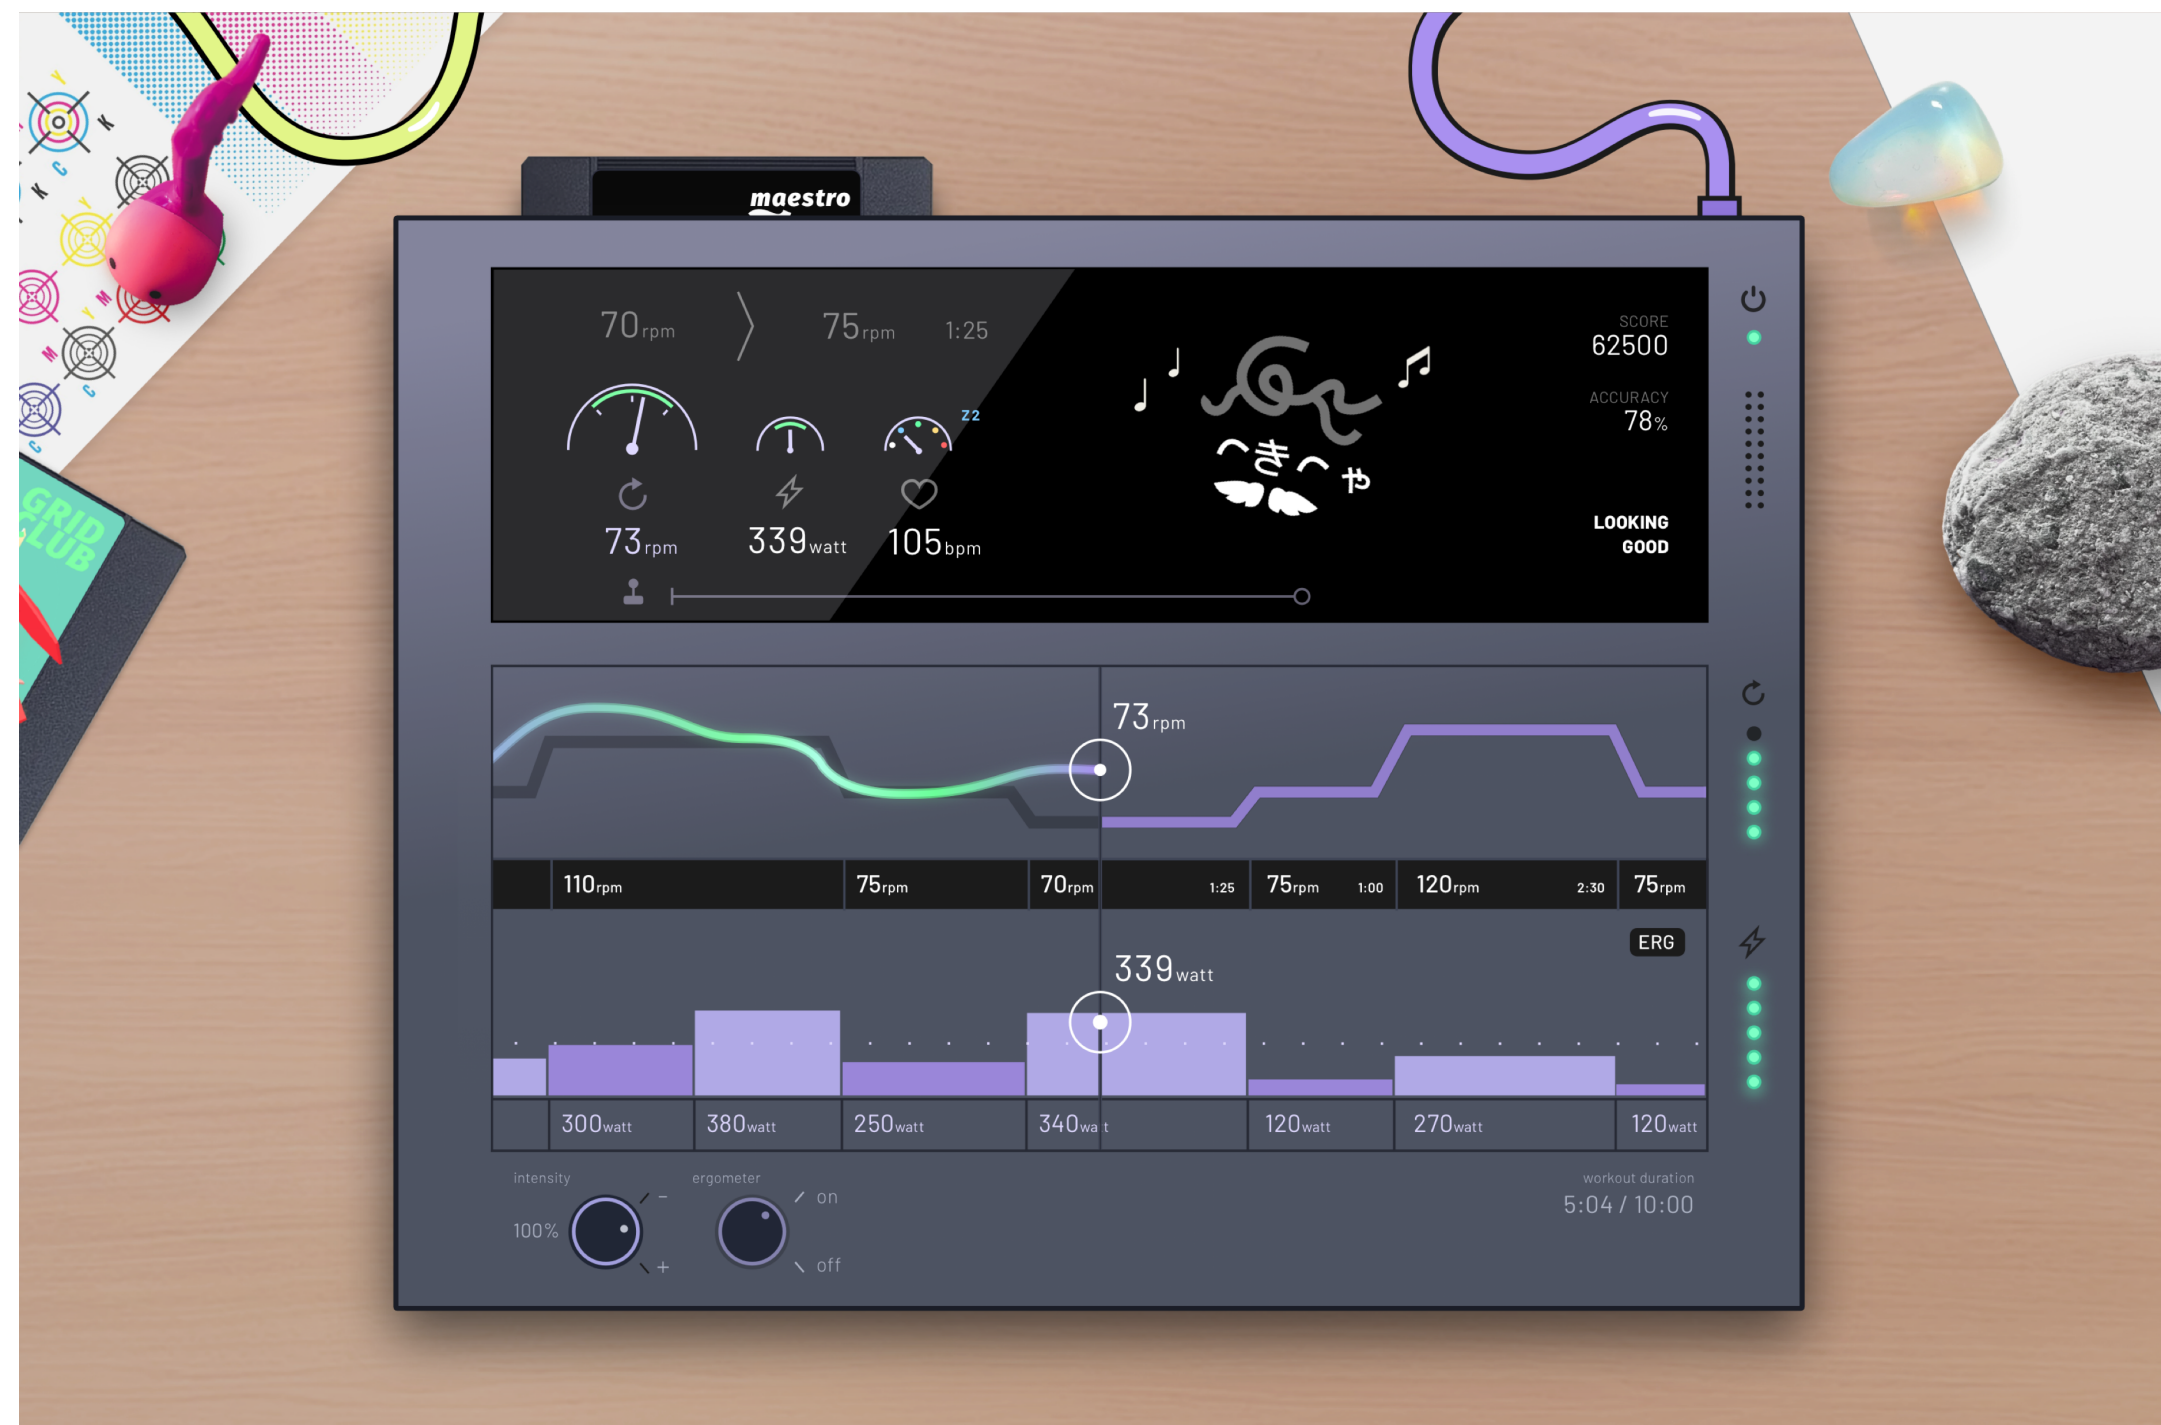 Y
K
C
K
C
Y
M
Y
M
C
C
GRID
CLUB
maestro
70rpm
75rpm 1:25
Z2
73rpm 339watt 105bpm
へきへや
SCORE
62500
ACCURACY
78%
LOOKING
GOOD
73rpm
110rpm 75rpm 70rpm 1:25 75rpm 1:00 120rpm 2:30 75rpm
ERG
339watt
300watt 380watt 250watt 340watt 120watt 270watt 120watt
intensity ergometer
100% - +
on
off
workout duration
5:04 / 10:00